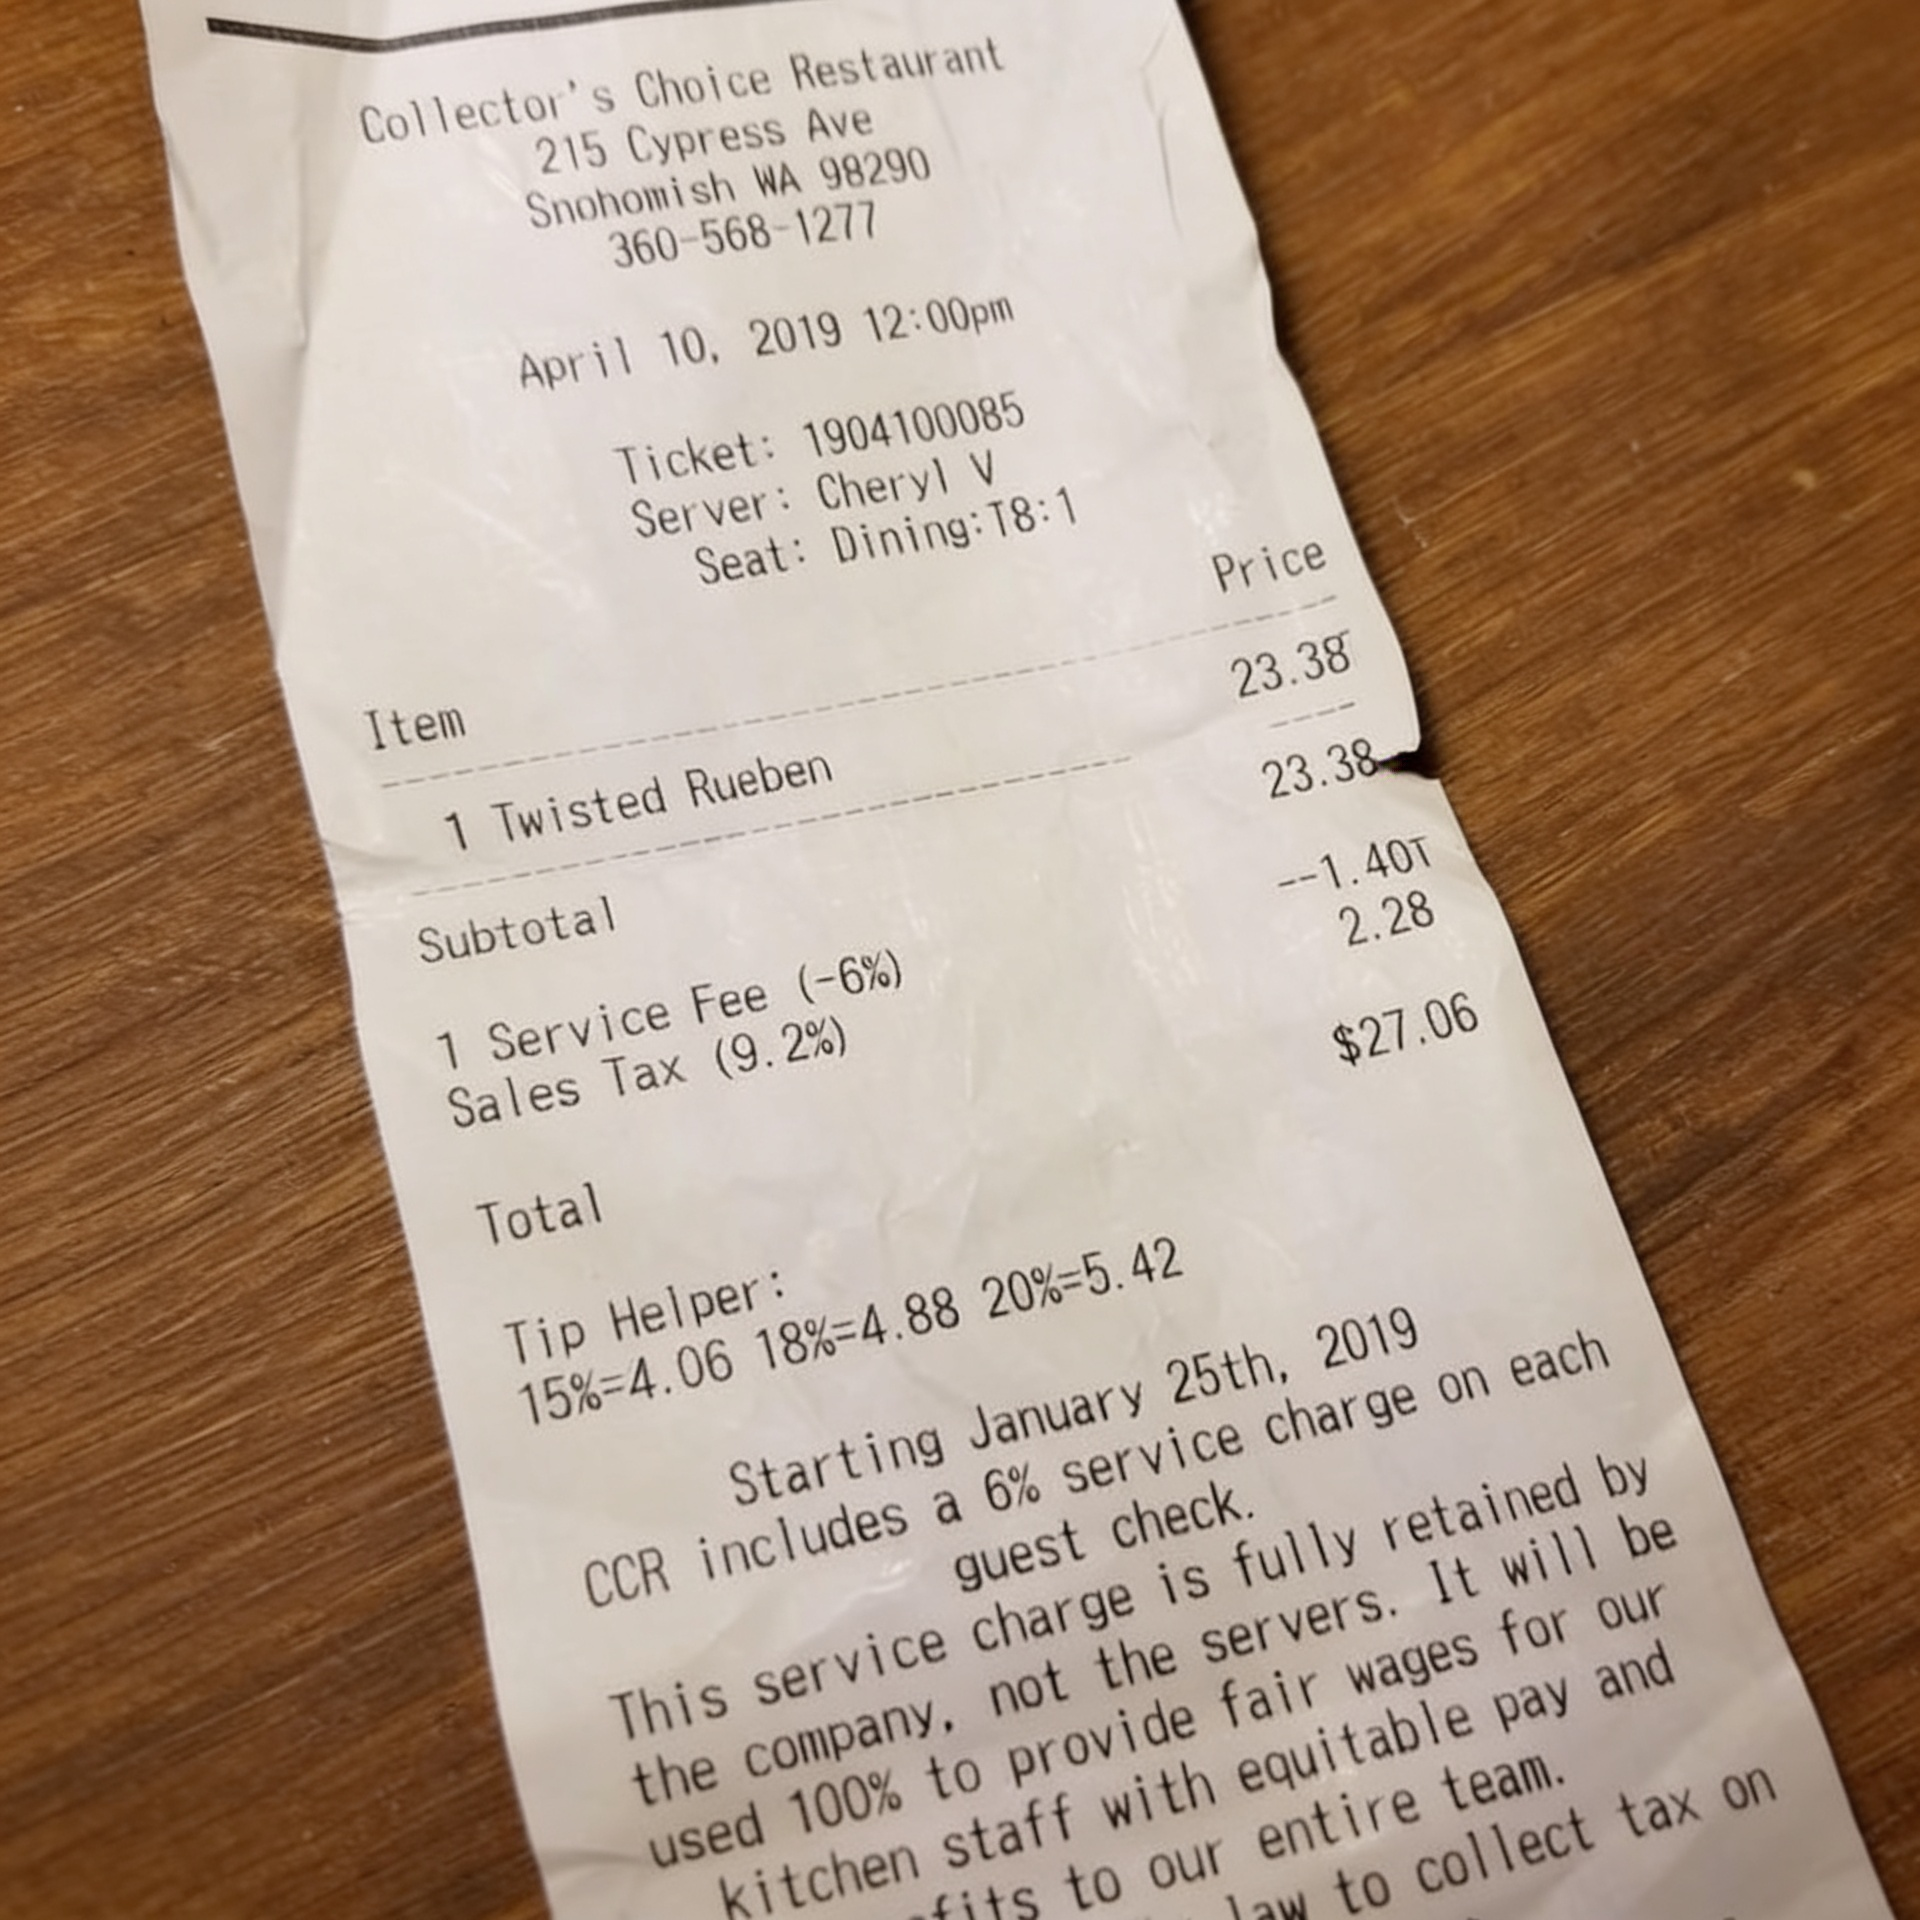 Collector's Choice Restaurant
215 Cypress Ave
Snohomish WA 98290
360-568-1277
April 10, 2019 12:00pm
Ticket: 1904100085
Server: Cheryl V
Seat: Dining:T8:1
Item Price
1 Twisted Rueben 23.38
Subtotal 23.38
1 Service Fee (-6%) --1.40T
Sales Tax (9.2%) 2.28
Total $27.06
Tip Helper:
15%=4.06 18%=4.88 20%=5.42
Starting January 25th, 2019
CCR includes a 6% service charge on each
guest check.
This service charge is fully retained by
the company, not the servers. It will be
used 100% to provide fair wages for our
kitchen staff with equitable pay and
to our entire team.
law to collect tax on